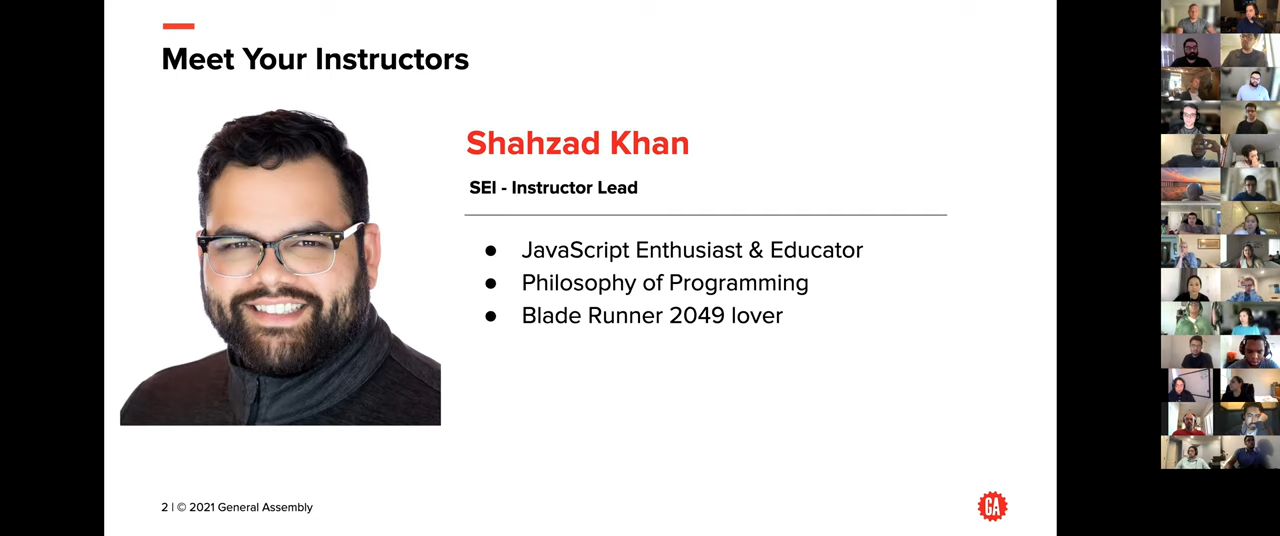 Meet Your Instructors
Shahzad Khan
SEI - Instructor Lead
● JavaScript Enthusiast & Educator
● Philosophy of Programming
● Blade Runner 2049 lover
2 | © 2021 General Assembly
GA